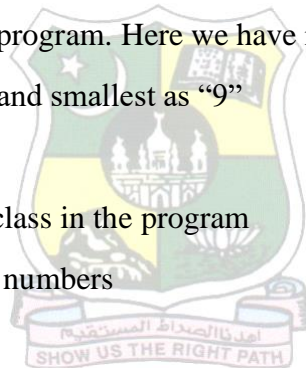 program. Here we have
and smallest as “9”
class in the program
numbers
اهدنا الصراط المستقيم
SHOW US THE RIGHT PATH